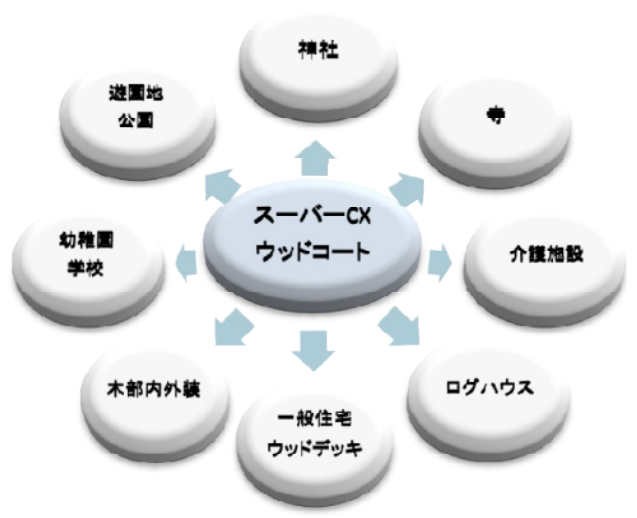 神社
遊園地
公園
寺
スーパーCX
ウッドコート
幼稚園
学校
介護施設
木部内外装
ログハウス
一般住宅
ウッドデッキ